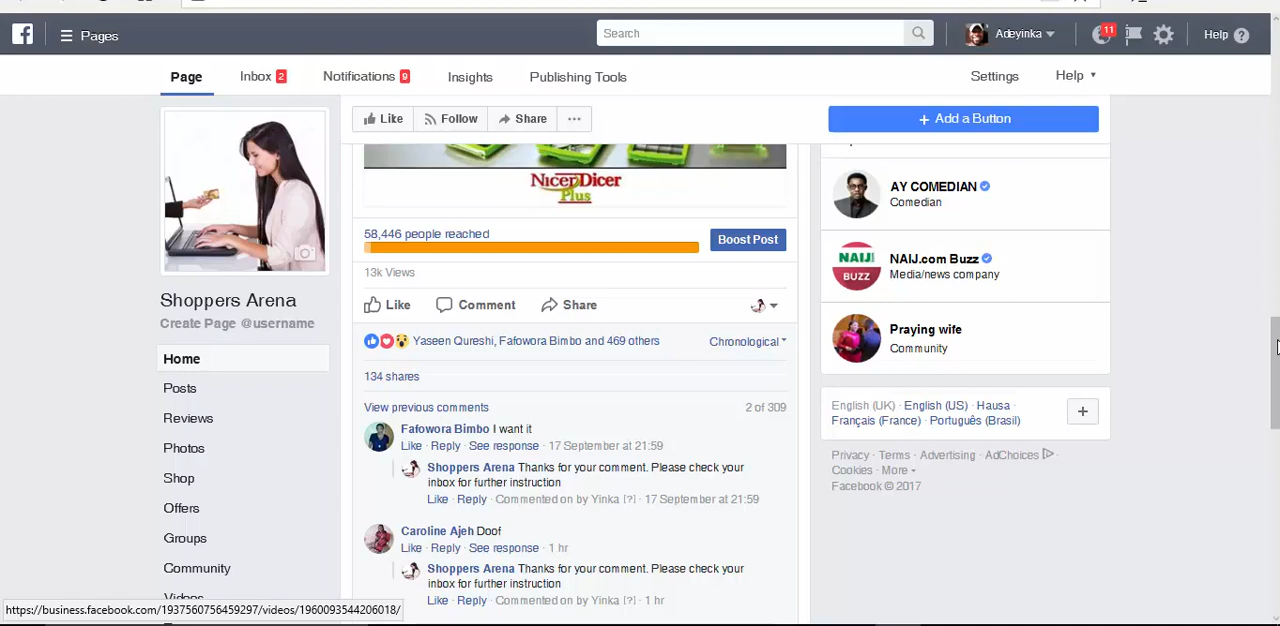 Pages
Search
Adeyinka
11
Help
Page
Inbox 2
Notifications 9
Insights
Publishing Tools
Settings
Help
Like
Follow
Share
Add a Button
NicerDicer
Plus
58,446 people reached
Boost Post
13k Views
Like
Comment
Share
Yaseen Qureshi, Fafowora Bimbo and 469 others
Chronological
134 shares
View previous comments
2 of 309
Fafowora Bimbo I want it
Like · Reply · See response · 17 September at 21:59
Shoppers Arena Thanks for your comment. Please check your
inbox for further instruction
Like · Reply · Commented on by Yinka [?] · 17 September at 21:59
Caroline Ajeh Doof
Like · Reply · See response · 1 hr
Shoppers Arena Thanks for your comment. Please check your
inbox for further instruction
Like · Reply · Commented on by Yinka [?] · 1 hr
Shoppers Arena
Create Page @username
Home
Posts
Reviews
Photos
Shop
Offers
Groups
Community
Videos
AY COMEDIAN
Comedian
NAIJ
BUZZ
NAIJ.com Buzz
Media/news company
Praying wife
Community
English (UK) · English (US) · Hausa ·
Français (France) · Português (Brasil)
Privacy · Terms · Advertising · AdChoices ·
Cookies · More
Facebook © 2017
https://business.facebook.com/1937560756459297/videos/1960093544206018/